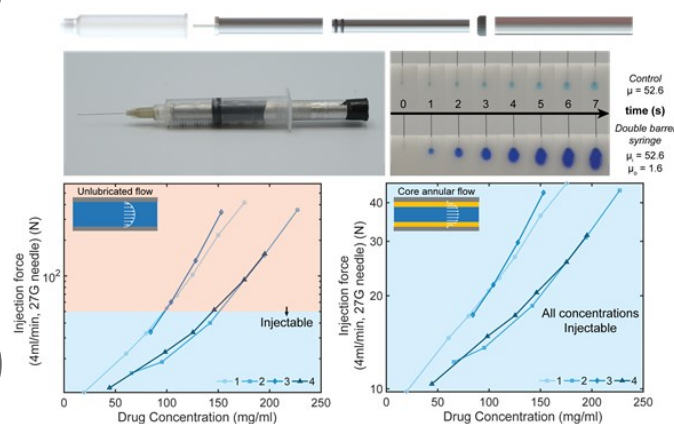 Control
μ = 52.6
0 1 2 3 4 5 6 7
time (s)
Double barrel
syringe
μᵢ = 52.6
μₒ = 1.6
Unlubricated flow
Injection force
(4ml/min, 27G needle) (N)
10²
Injectable
1 2 3 4
0 50 100 150 200 250
Drug Concentration (mg/ml)
Core annular flow
Injection force
(4ml/min, 27G needle) (N)
40
30
20
10
All concentrations
Injectable
1 2 3 4
0 50 100 150 200 250
Drug Concentration (mg/ml)